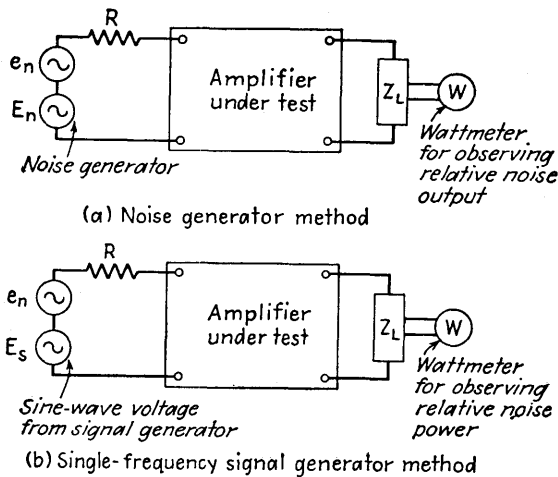 R
eₙ
Eₙ
Amplifier
under test
Z_L
W
Noise generator
Wattmeter
for observing
relative noise
output
(a) Noise generator method
R
eₙ
Eₛ
Amplifier
under test
Z_L
W
Sine-wave voltage
from signal generator
Wattmeter
for observing
relative noise
power
(b) Single-frequency signal generator method